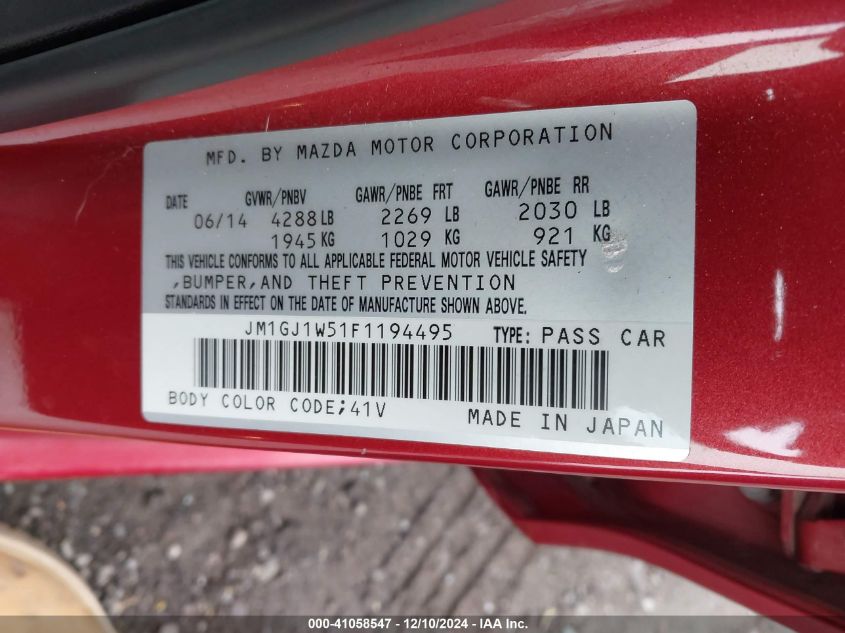 MFD. BY MAZDA MOTOR CORPORATION
DATE GVWR/PNBV GAWR/PNBE FRT GAWR/PNBE RR
06/14 4288 LB 2269 LB 2030 LB
1945 KG 1029 KG 921 KG
THIS VEHICLE CONFORMS TO ALL APPLICABLE FEDERAL MOTOR VEHICLE SAFETY
,BUMPER,AND THEFT PREVENTION
STANDARDS IN EFFECT ON THE DATE OF MANUFACTURE SHOWN ABOVE.
JM1GJ1W51F1194495 TYPE: PASS CAR
BODY COLOR CODE;41V MADE IN JAPAN
000-41058547 - 12/10/2024 - IAA Inc.